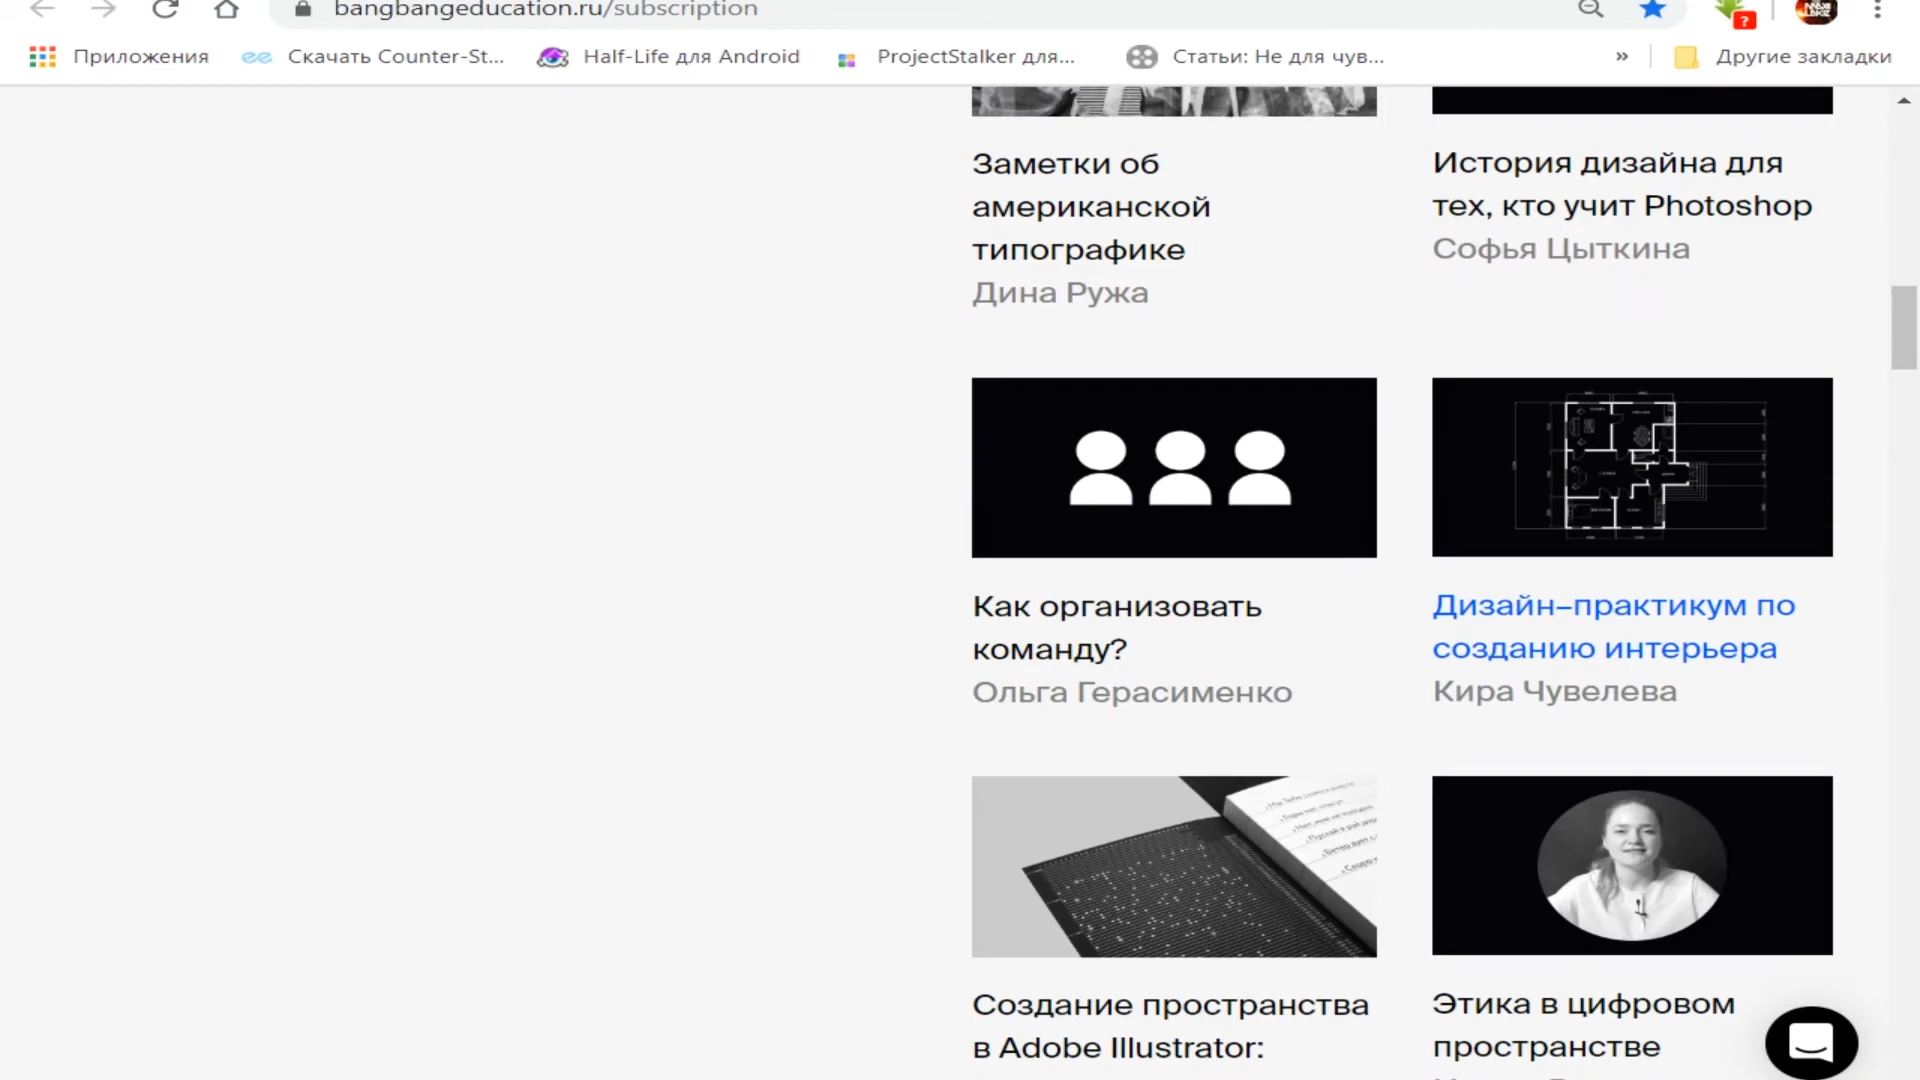 bangbangeducation.ru/subscription
Приложения
Скачать Counter-St...
Half-Life для Android
ProjectStalker для...
Статьи: Не для чув...
»
Другие закладки
Заметки об
американской
типографике
Дина Ружа
История дизайна для
тех, кто учит Photoshop
Софья Цыткина
Как организовать
команду?
Ольга Герасименко
Дизайн–практикум по
созданию интерьера
Кира Чувелева
Создание пространства
в Adobe Illustrator:
Этика в цифровом
пространстве